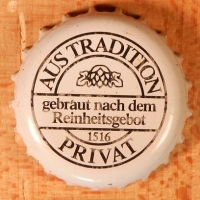 AUS TRADITION
gebraut nach dem
Reinheitsgebot
1516
PRIVAT